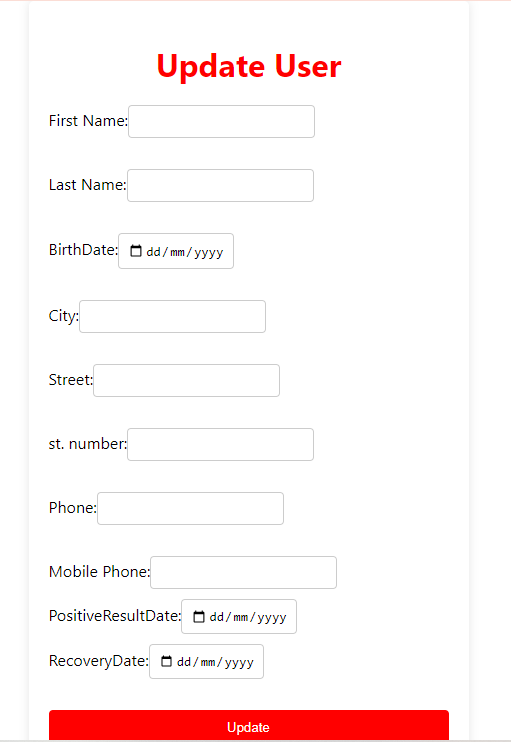 Update User
First Name:
Last Name:
BirthDate: dd/mm/yyyy
City:
Street:
st. number:
Phone:
Mobile Phone:
PositiveResultDate: dd/mm/yyyy
RecoveryDate: dd/mm/yyyy
Update